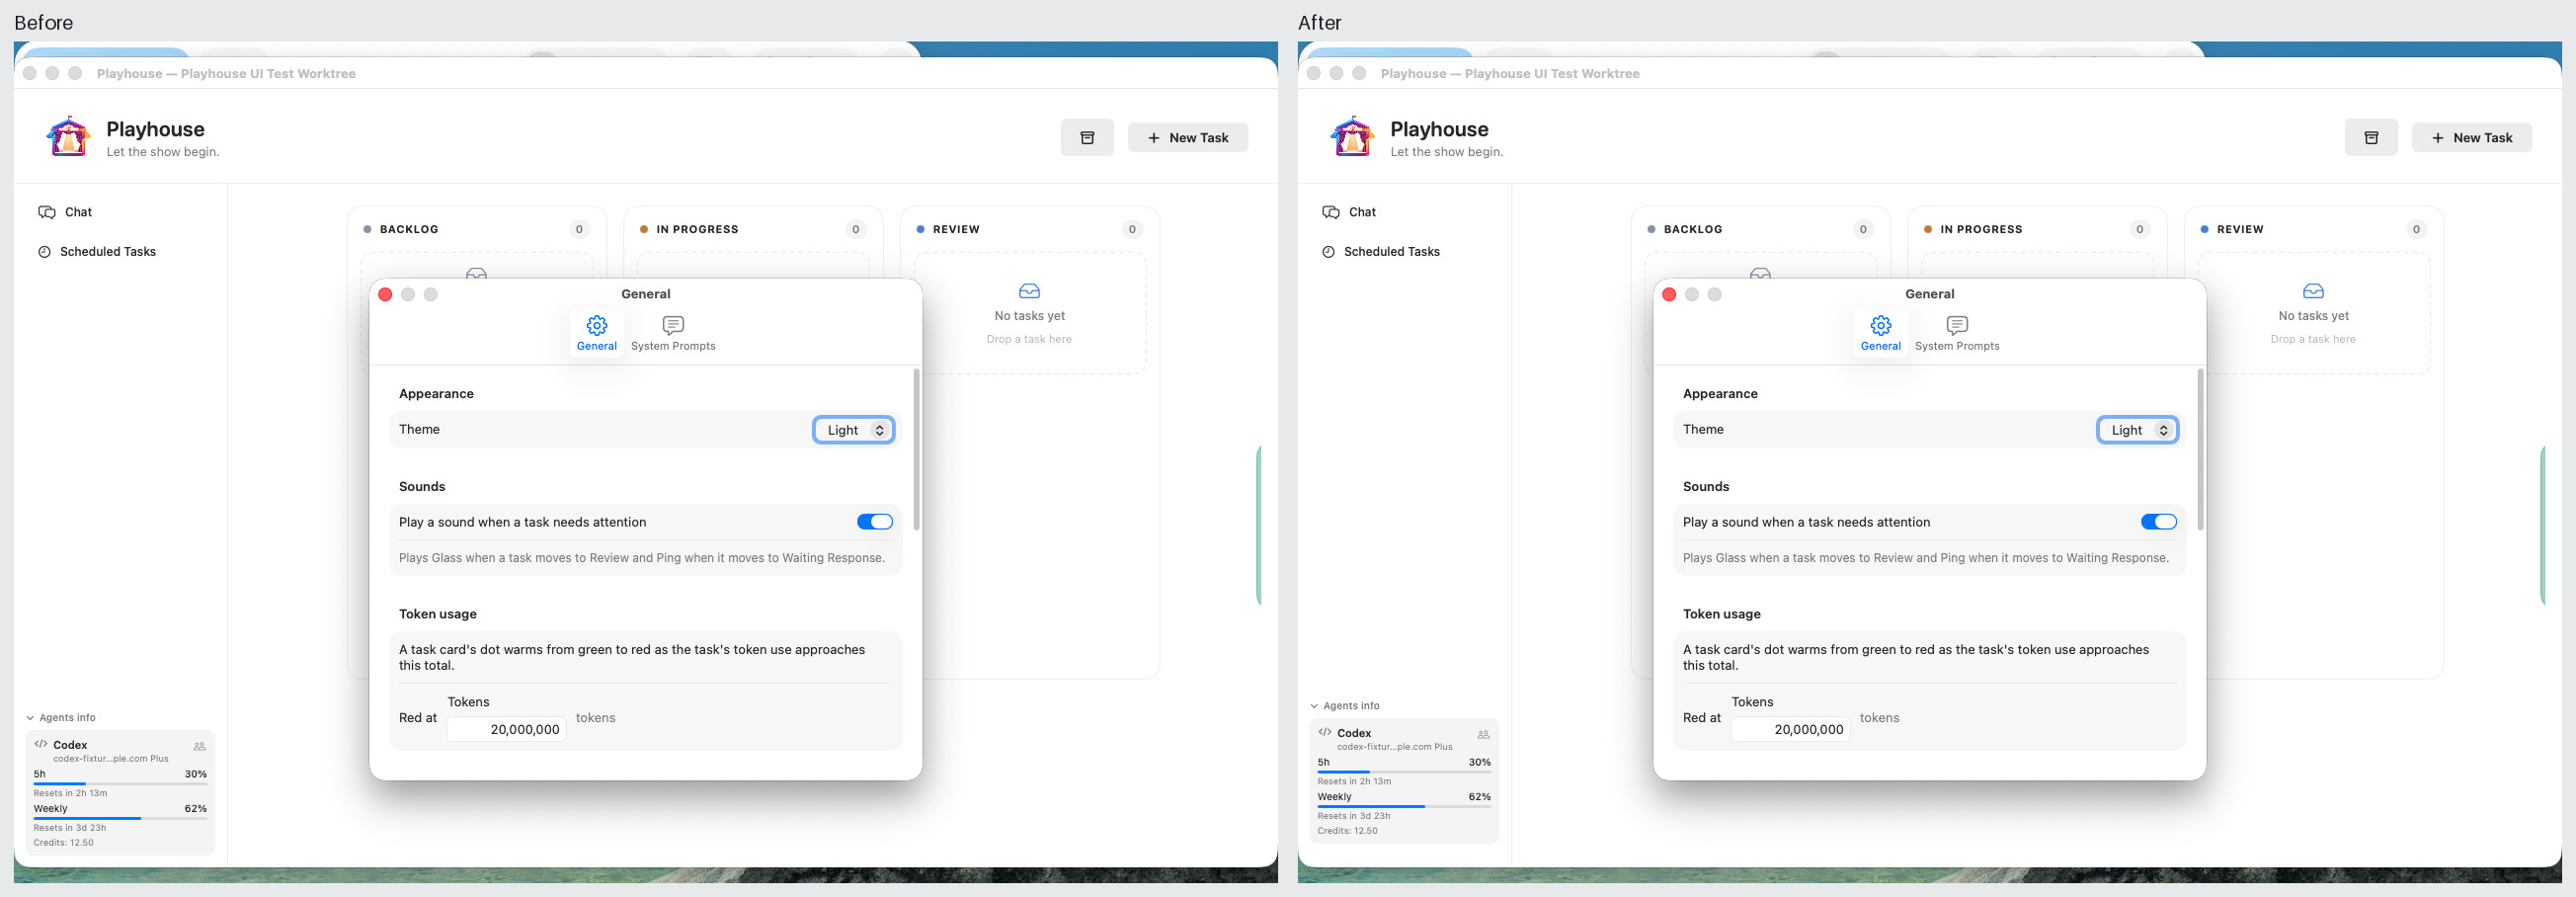 Before
Playhouse — Playhouse UI Test Worktree
Playhouse
Let the show begin.
New Task
Chat
Scheduled Tasks
BACKLOG 0
IN PROGRESS 0
REVIEW 0
No tasks yet
Drop a task here
General
General
System Prompts
Appearance
Theme Light
Sounds
Play a sound when a task needs attention
Plays Glass when a task moves to Review and Ping when it moves to Waiting Response.
Token usage
A task card's dot warms from green to red as the task's token use approaches
this total.
Tokens
Red at 20,000,000 tokens
Agents info
Codex
codex-fixtur...ple.com Plus
5h 30%
Resets in 2h 13m
Weekly 62%
Resets in 3d 23h
Credits: 12.50
After
Playhouse — Playhouse UI Test Worktree
Playhouse
Let the show begin.
New Task
Chat
Scheduled Tasks
BACKLOG 0
IN PROGRESS 0
REVIEW 0
No tasks yet
Drop a task here
General
General
System Prompts
Appearance
Theme Light
Sounds
Play a sound when a task needs attention
Plays Glass when a task moves to Review and Ping when it moves to Waiting Response.
Token usage
A task card's dot warms from green to red as the task's token use approaches
this total.
Tokens
Red at 20,000,000 tokens
Agents info
Codex
codex-fixtur...ple.com Plus
5h 30%
Resets in 2h 13m
Weekly 62%
Resets in 3d 23h
Credits: 12.50